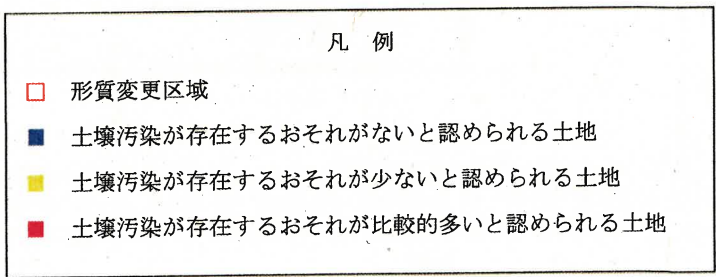 凡 例
形質変更区域
土壌汚染が存在するおそれがないと認められる土地
土壌汚染が存在するおそれが少ないと認められる土地
土壌汚染が存在するおそれが比較的多いと認められる土地